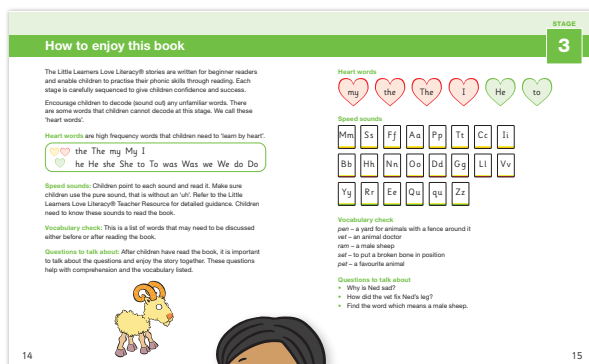 How to enjoy this book
The Little Learners Love Literacy® stories are written for beginner readers
and enable children to practise their phonic skills through reading. Each
stage is carefully sequenced to give children confidence and success.
Encourage children to decode (sound out) any unfamiliar words. There
are some words that children cannot decode at this stage. We call these
'heart words'.
Heart words are high frequency words that children need to 'learn by heart'.
the The my My I
he He she She to To was Was we We do Do
Speed sounds: Children point to each sound and read it. Make sure
children use the pure sound, that is without an 'uh'. Refer to the Little
Learners Love Literacy® Teacher Resource for detailed guidance. Children
need to know these sounds to read the book.
Vocabulary check: This is a list of words that may need to be discussed
either before or after reading the book.
Questions to talk about: After children have read the book, it is important
to talk about the questions and enjoy the story together. These questions
help with comprehension and the vocabulary listed.
14
STAGE
3
Heart words
my the The I He to
Speed sounds
Mm Ss Ff Aa Pp Tt Cc Ii
Bb Hh Nn Oo Dd Gg Ll Vv
Yy Rr Ee Qu qu Zz
Vocabulary check
pen – a yard for animals with a fence around it
vet – an animal doctor
ram – a male sheep
set – to put a broken bone in position
pet – a favourite animal
Questions to talk about
• Why is Ned sad?
• How did the vet fix Ned's leg?
• Find the word which means a male sheep.
15